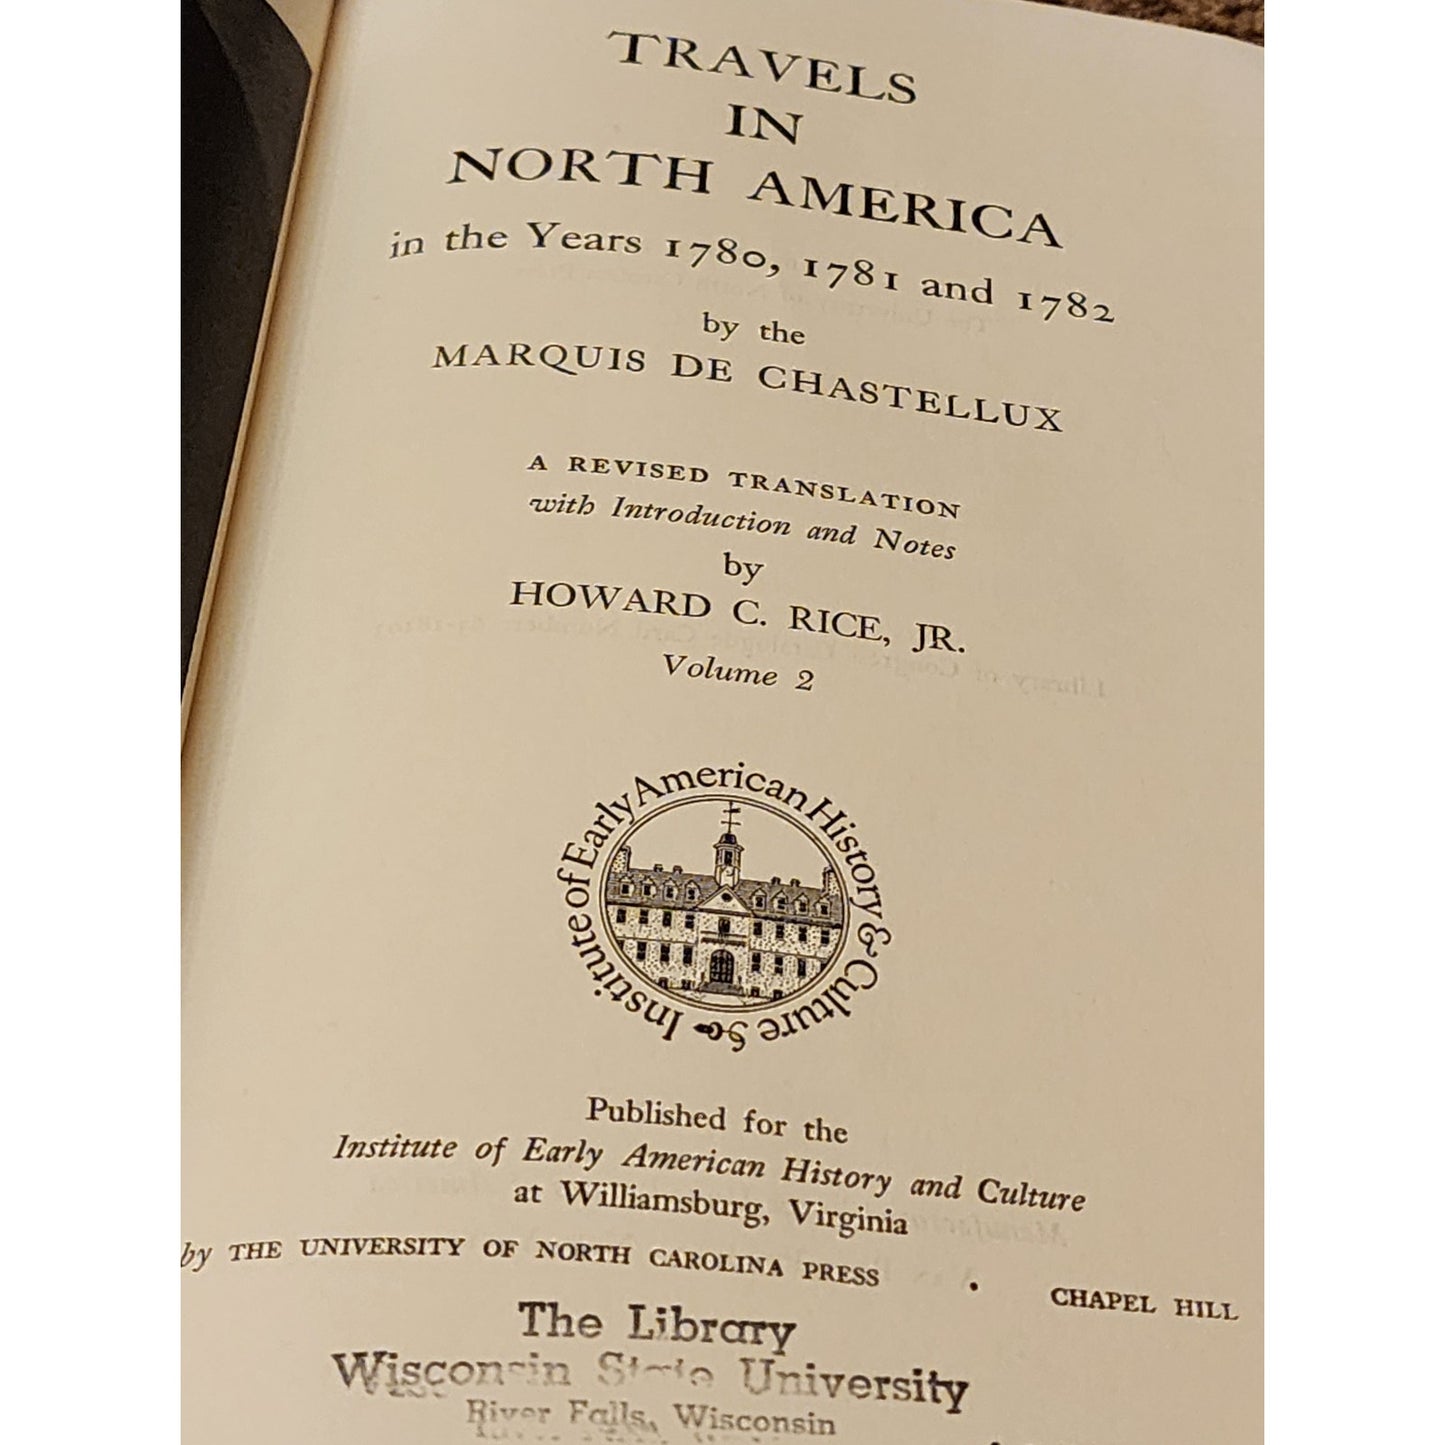 TRAVELS
IN
NORTH AMERICA
in the Years 1780, 1781 and 1782
by the
MARQUIS DE CHASTELLUX
A REVISED TRANSLATION
with Introduction and Notes
by
HOWARD C. RICE, JR.
Volume 2
Institute of Early American History & Culture
Published for the
Institute of Early American History and Culture
at Williamsburg, Virginia
by THE UNIVERSITY OF NORTH CAROLINA PRESS • CHAPEL HILL
The Library
Wisconsin State University
River Falls, Wisconsin